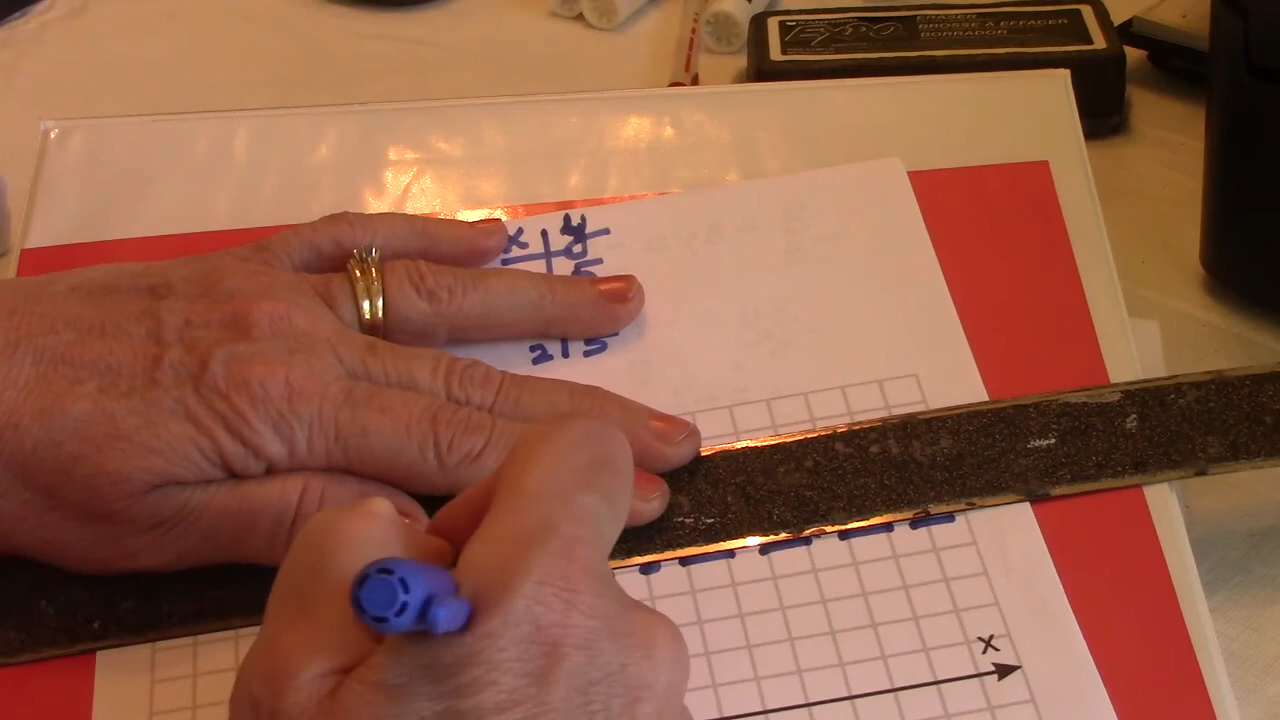 SANFORD ERASER
EXPO BROSSE A EFFACER
BORRADOR
x y
5
2 5
x